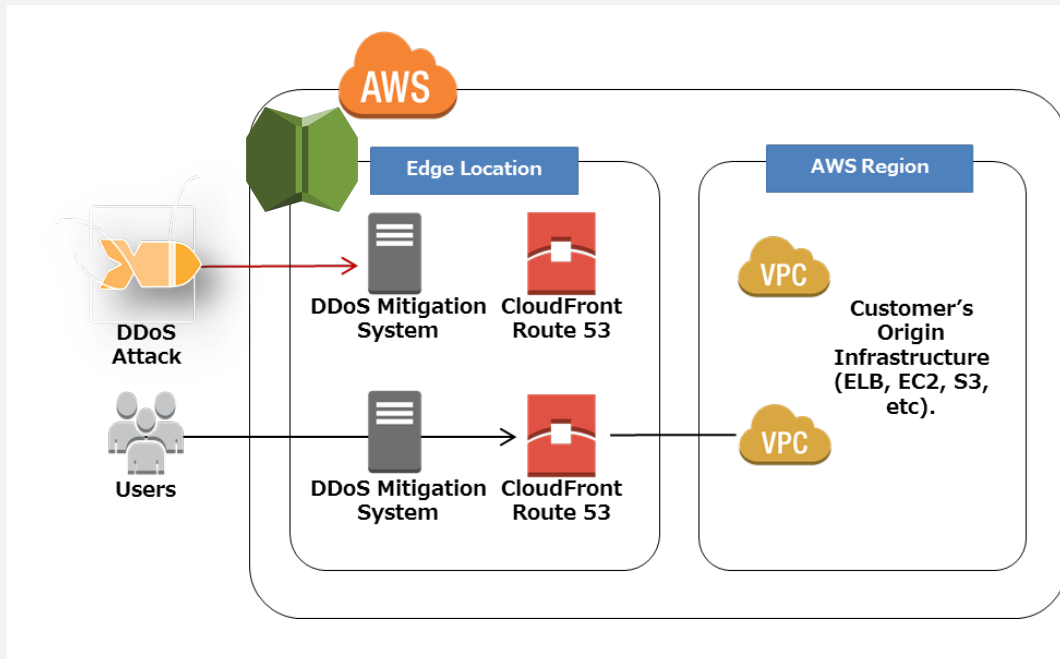 AWS
Edge Location
AWS Region
DDoS Mitigation
System
CloudFront
Route 53
VPC
Customer’s
Origin
Infrastructure
(ELB, EC2, S3,
etc).
DDoS
Attack
Users
DDoS Mitigation
System
CloudFront
Route 53
VPC